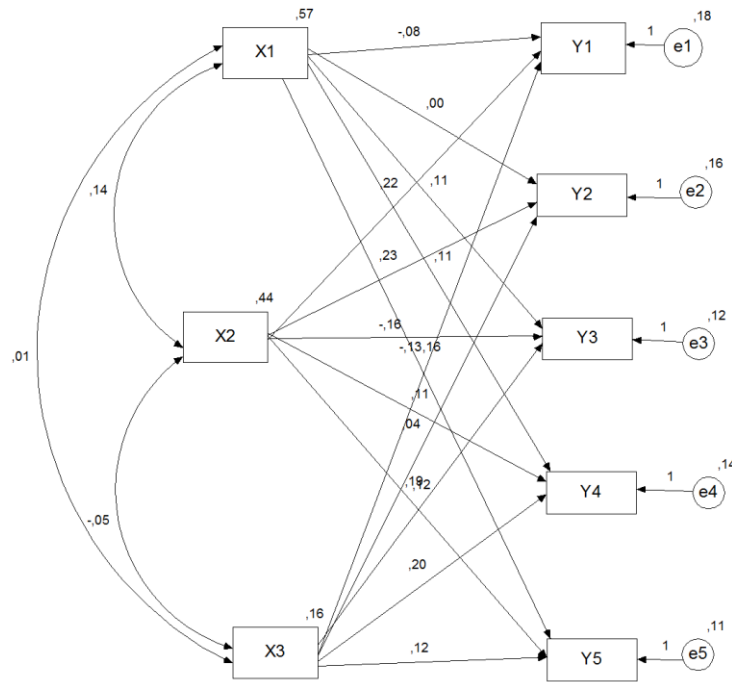 ,57
X1
-,08
Y1
1
,18
e1
,00
,14
,22
,11
Y2
1
,16
e2
,23
,11
,44
X2
-,16
-,13
,16
Y3
1
,12
e3
,01
,11
,04
,12
Y4
1
,14
e4
-,05
,20
,16
X3
,12
Y5
1
,11
e5